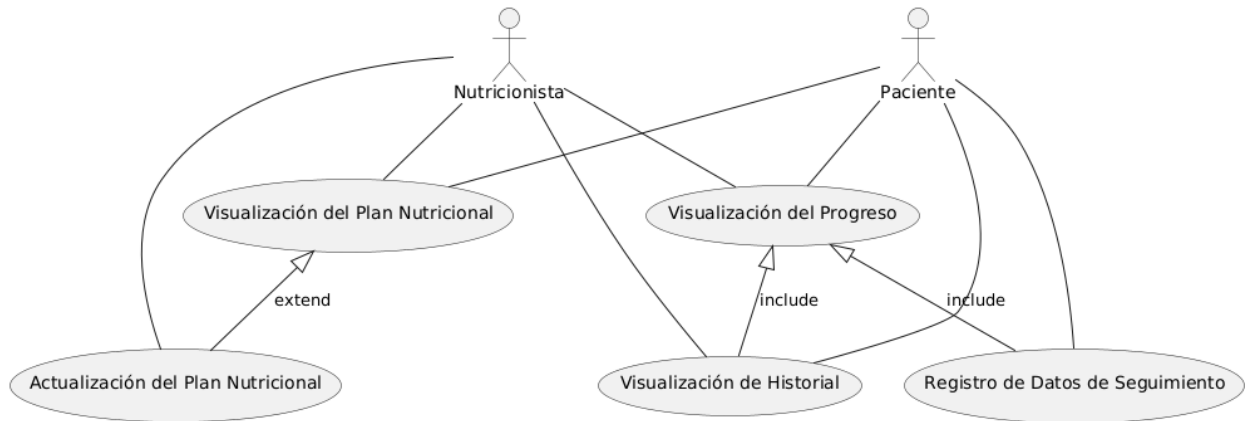 Nutricionista
Paciente
Visualización del Plan Nutricional
Visualización del Progreso
extend
include
include
Actualización del Plan Nutricional
Visualización de Historial
Registro de Datos de Seguimiento